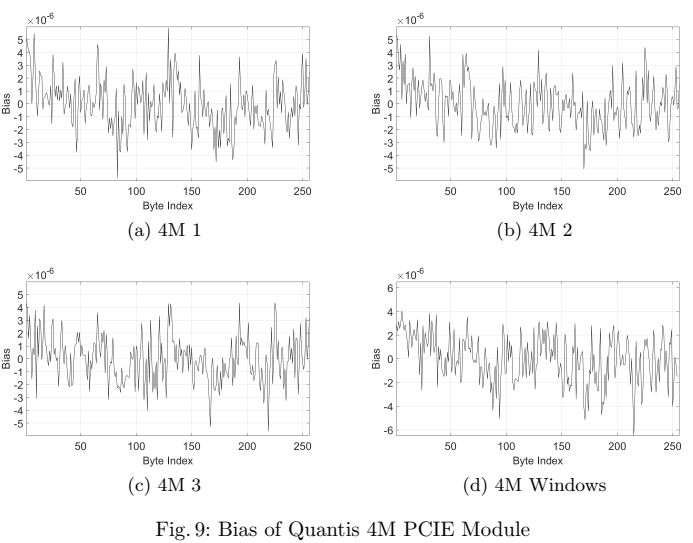 ×10⁻⁶
5
4
3
2
1
0
-1
-2
-3
-4
-5
Bias
50 100 150 200 250
Byte Index
(a) 4M 1
×10⁻⁶
5
4
3
2
1
0
-1
-2
-3
-4
-5
Bias
50 100 150 200 250
Byte Index
(b) 4M 2
×10⁻⁶
5
4
3
2
1
0
-1
-2
-3
-4
-5
Bias
50 100 150 200 250
Byte Index
(c) 4M 3
×10⁻⁶
6
4
2
0
-2
-4
-6
Bias
50 100 150 200 250
Byte Index
(d) 4M Windows
Fig. 9: Bias of Quantis 4M PCIE Module